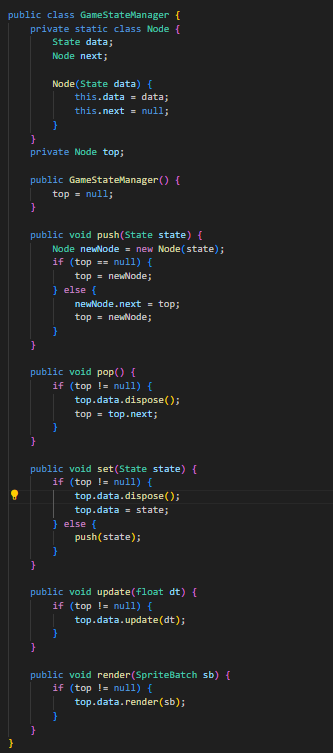 public class GameStateManager {
    private static class Node {
        State data;
        Node next;

        Node(State data) {
            this.data = data;
            this.next = null;
        }
    }
    private Node top;

    public GameStateManager() {
        top = null;
    }

    public void push(State state) {
        Node newNode = new Node(state);
        if (top == null) {
            top = newNode;
        } else {
            newNode.next = top;
            top = newNode;
        }
    }

    public void pop() {
        if (top != null) {
            top.data.dispose();
            top = top.next;
        }
    }

    public void set(State state) {
        if (top != null) {
            top.data.dispose();
            top.data = state;
        } else {
            push(state);
        }
    }

    public void update(float dt) {
        if (top != null) {
            top.data.update(dt);
        }
    }

    public void render(SpriteBatch sb) {
        if (top != null) {
            top.data.render(sb);
        }
    }
}